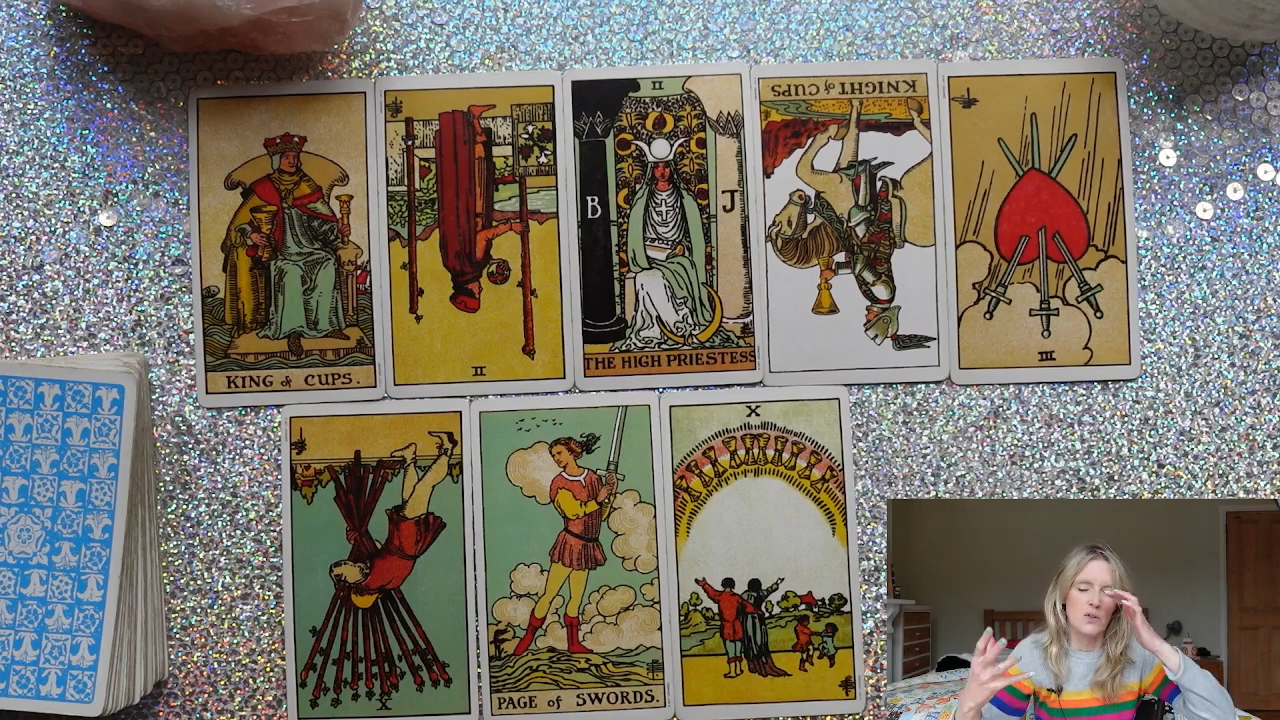 KING of CUPS.
II
II
B
J
THE HIGH PRIESTESS
KNIGHT of CUPS
III
X
PAGE of SWORDS.
X